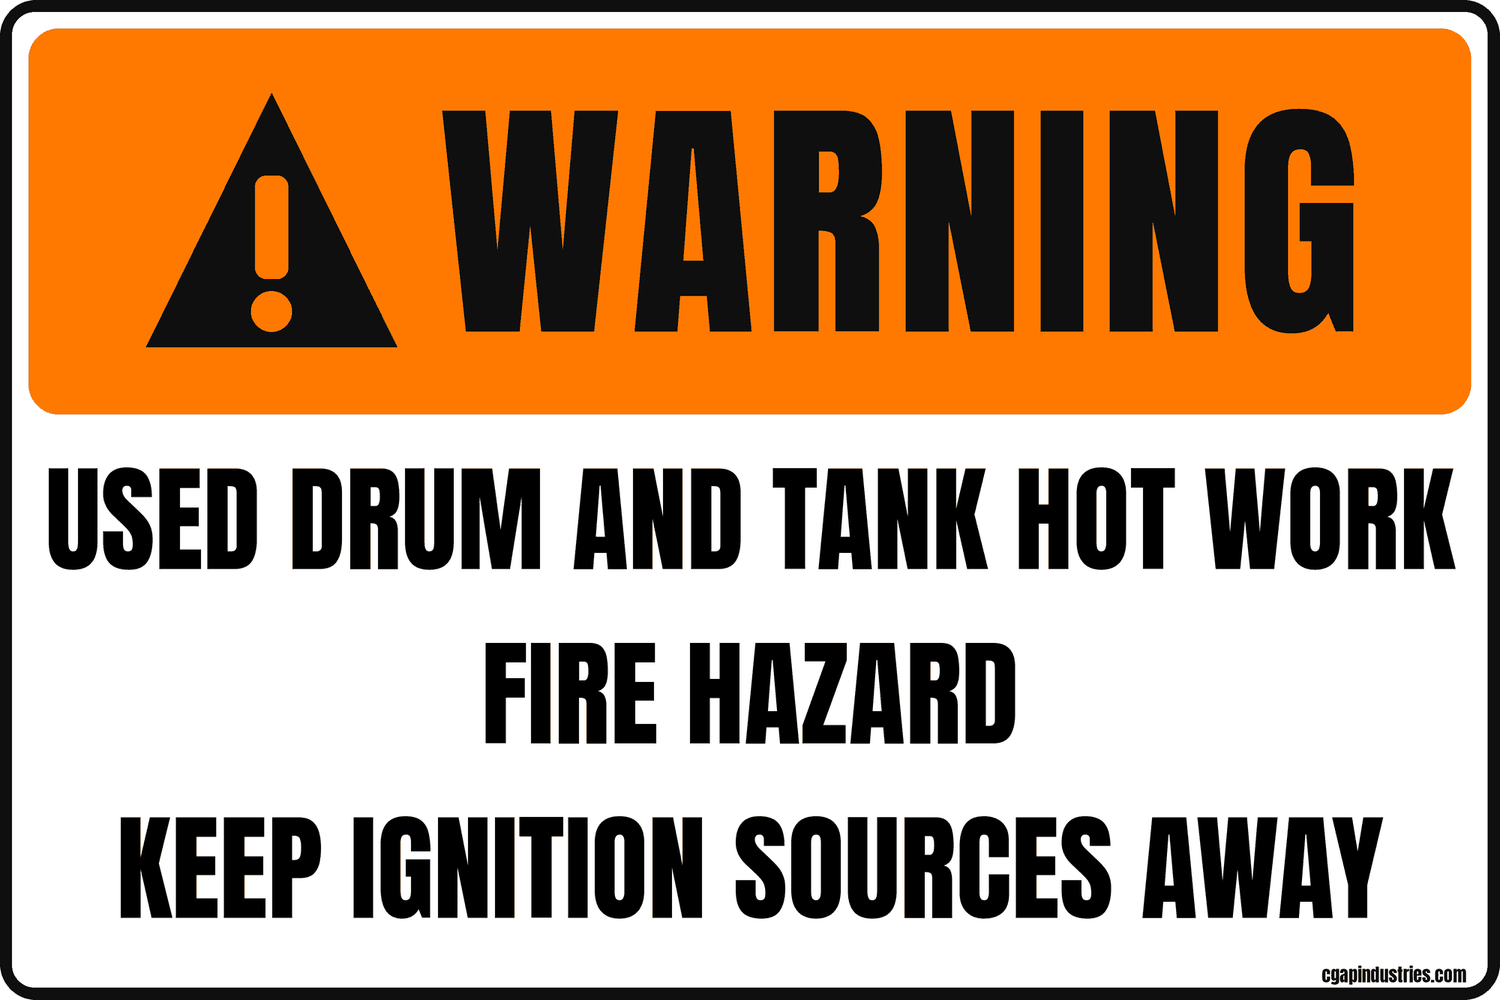 WARNING
USED DRUM AND TANK HOT WORK
FIRE HAZARD
KEEP IGNITION SOURCES AWAY
cgapindustries.com